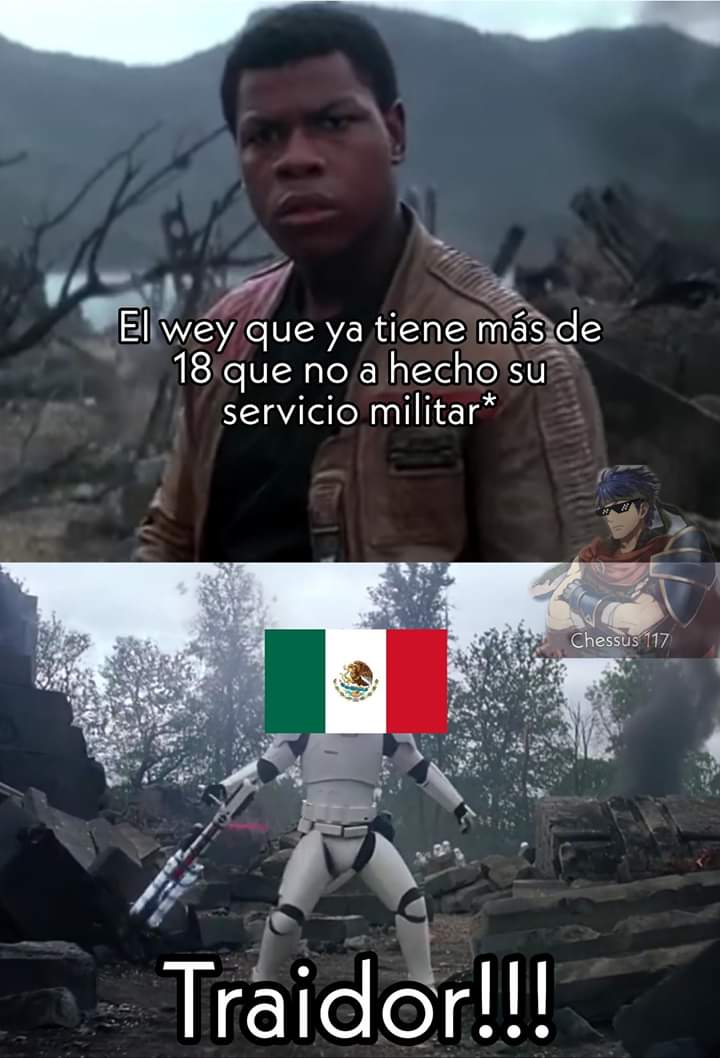 El wey que ya tiene más de
18 que no a hecho su
servicio militar*
Chessus 117
Traidor!!!